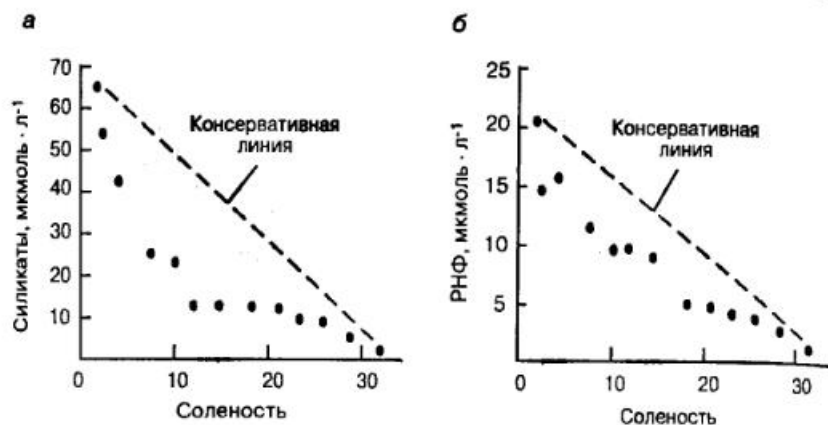 а
70
60
50
40
30
20
10
Силикаты, мкмоль · л⁻¹
Консервативная
линия
0
10
20
30
Соленость
б
25
20
15
10
5
РНФ, мкмоль · л⁻¹
Консервативная
линия
0
10
20
30
Соленость